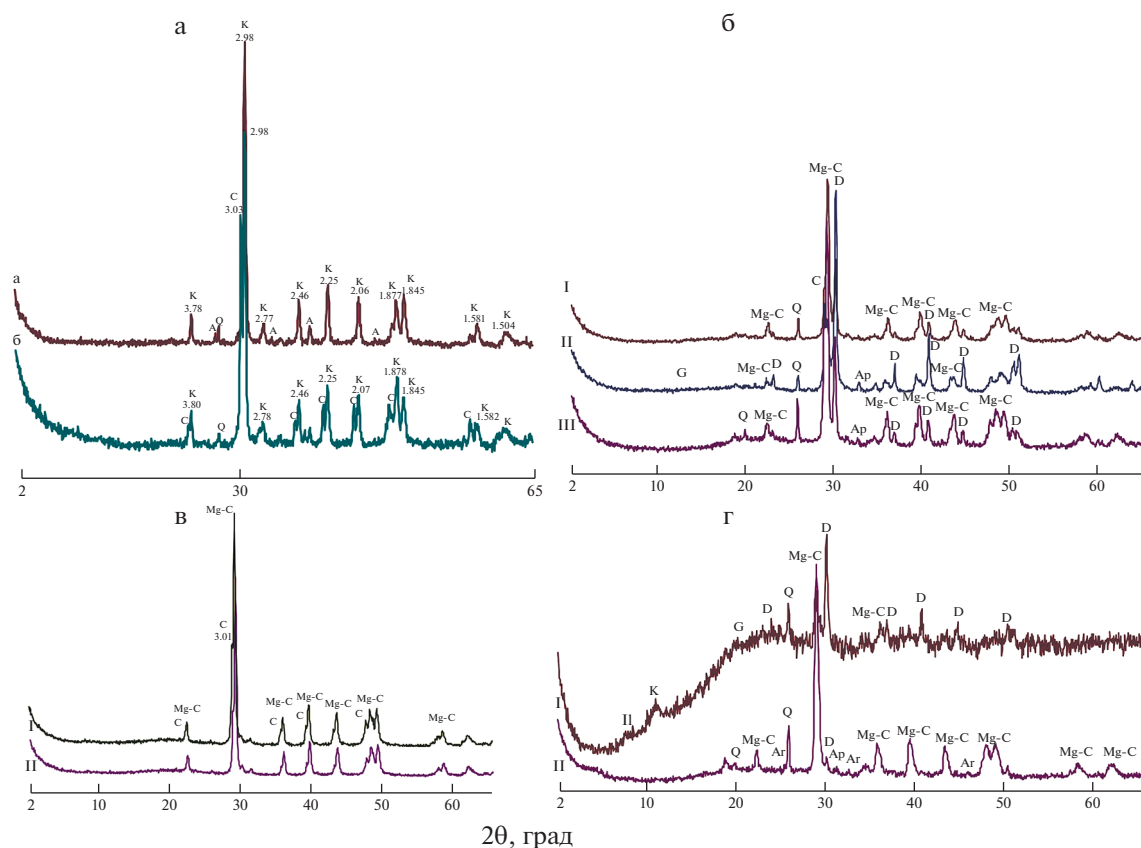 а
K
2.98
2.98
C
3.03
а
K
3.78
A
Q
K
2.77
A
K
2.46
A
K
2.25
K
2.06
A
K
1.877
K
1.845
K
1.581
K
1.504
б
K
3.80
C
Q
K
2.78
C
K
2.46
C
K
2.25
C
K
2.07
C
K
1.878
K
1.845
C
K
1.582
K
2
30
65
б
Mg-C
D
C
I
Mg-C
Q
Mg-C
Mg-C
D
Mg-C
Mg-C
II
G
Mg-C
D
Q
Ap
D
D
Mg-C
D
D
III
Q
Mg-C
Ap
Mg-C
D
Mg-C
D
Mg-C
D
Mg-C
D
2
10
20
30
40
50
60
в
Mg-C
C
3.01
I
C
Mg-C
C
Mg-C
C
Mg-C
Mg-C
C
Mg-C
Mg-C
II
2
10
20
30
40
50
60
г
D
Mg-C
I
Il
K
G
D
D
Q
Mg-C
D
D
D
D
II
Q
Mg-C
Ar
Q
D
Ap
Ar
Mg-C
Mg-C
Mg-C
Ar
Mg-C
Mg-C
Mg-C
2
10
20
30
40
50
60
2θ, град